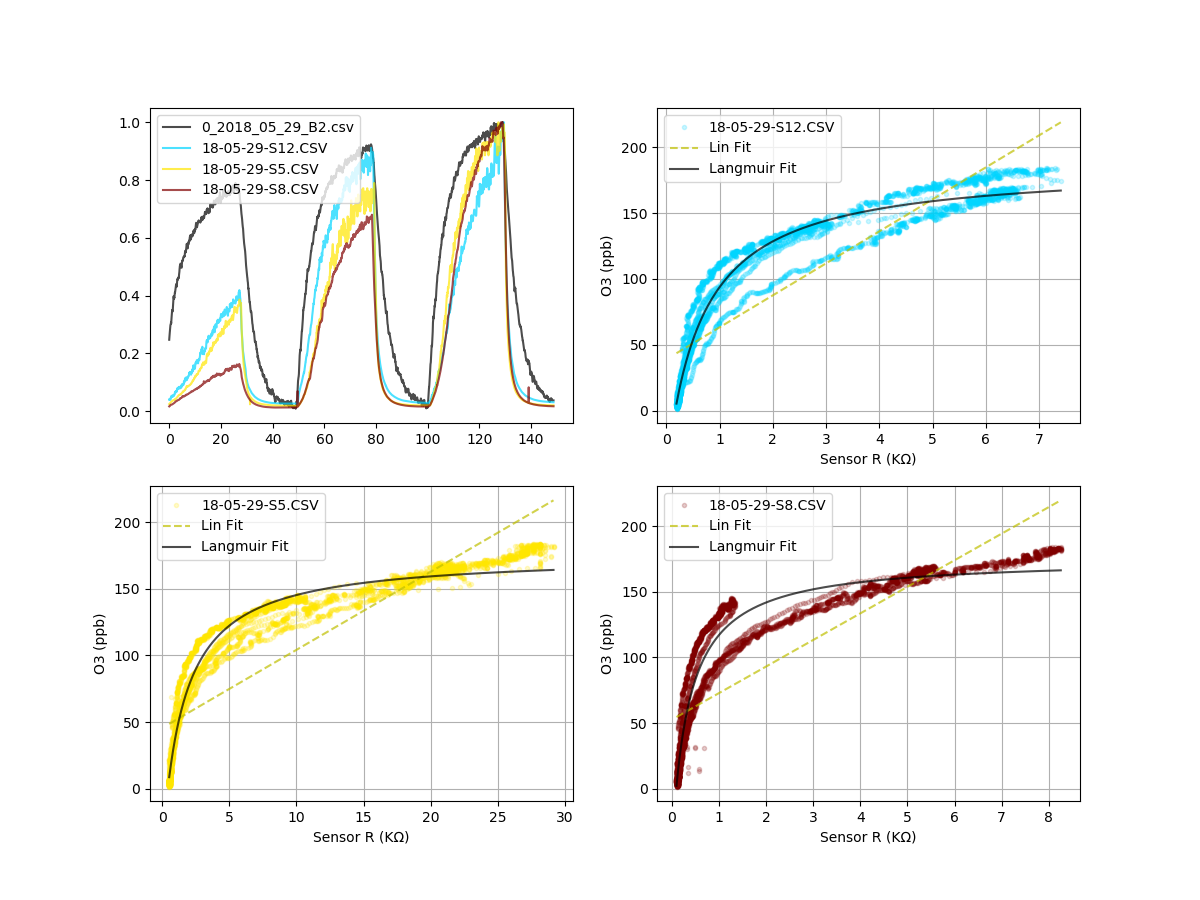 1.0
0.8
0.6
0.4
0.2
0.0
0 20 40 60 80 100 120 140
0_2018_05_29_B2.csv
18-05-29-S12.CSV
18-05-29-S5.CSV
18-05-29-S8.CSV
O3 (ppb)
200
150
100
50
0
0 1 2 3 4 5 6 7
Sensor R (KΩ)
18-05-29-S12.CSV
Lin Fit
Langmuir Fit
O3 (ppb)
200
150
100
50
0
0 5 10 15 20 25 30
Sensor R (KΩ)
18-05-29-S5.CSV
Lin Fit
Langmuir Fit
O3 (ppb)
200
150
100
50
0
0 1 2 3 4 5 6 7 8
Sensor R (KΩ)
18-05-29-S8.CSV
Lin Fit
Langmuir Fit